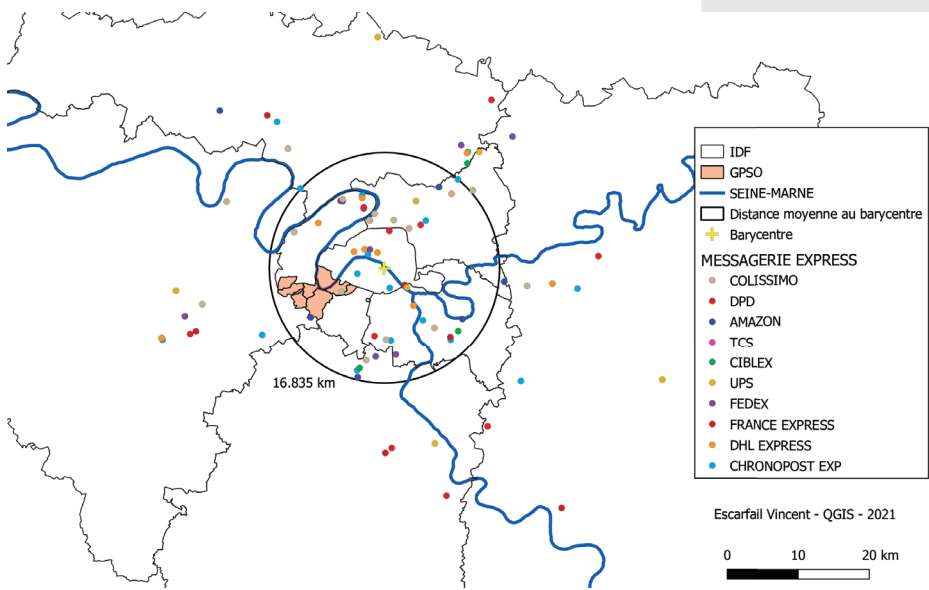 16.835 km
IDF
GPSO
SEINE-MARNE
Distance moyenne au barycentre
Barycentre
MESSAGERIE EXPRESS
COLISSIMO
DPD
AMAZON
TCS
CIBLEX
UPS
FEDEX
FRANCE EXPRESS
DHL EXPRESS
CHRONOPOST EXP
Escarfail Vincent - QGIS - 2021
0 10 20 km